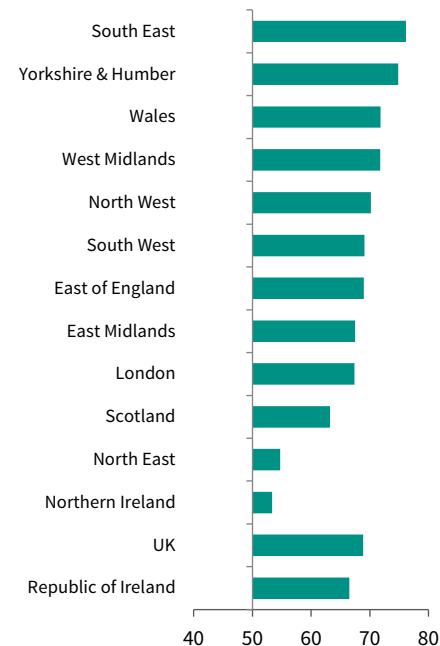 South East
Yorkshire & Humber
Wales
West Midlands
North West
South West
East of England
East Midlands
London
Scotland
North East
Northern Ireland
UK
Republic of Ireland
40 50 60 70 80